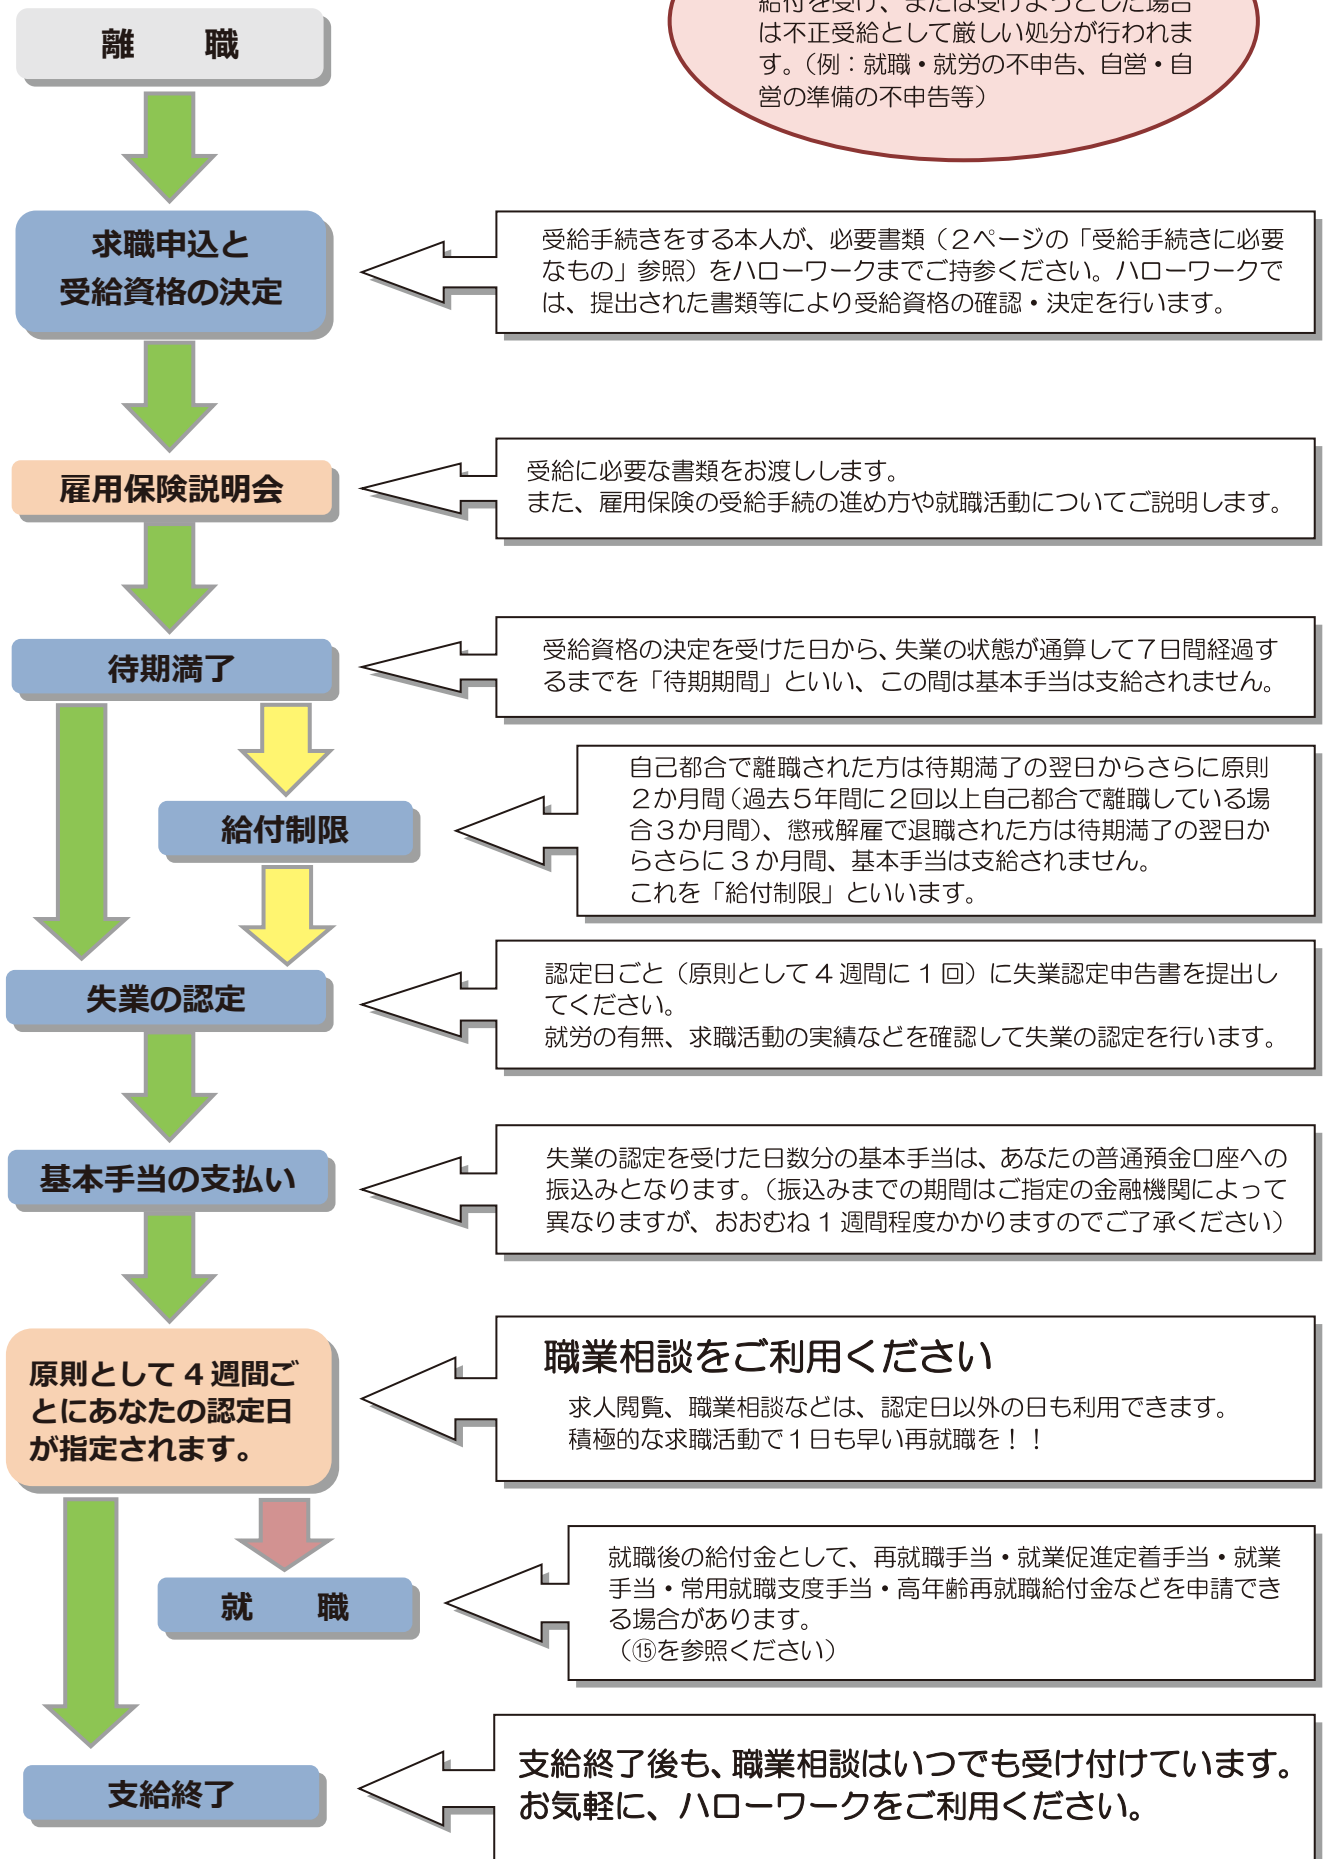 給付を受け、または受けようとした場合
は不正受給として厳しい処分が行われま
す。(例：就職・就労の不申告、自営・自
営の準備の不申告等）
離　職
求職申込と
受給資格の決定
受給手続きをする本人が、必要書類（２ページの「受給手続きに必要
なもの」参照）をハローワークまでご持参ください。ハローワークで
は、提出された書類等により受給資格の確認・決定を行います。
雇用保険説明会
受給に必要な書類をお渡しします。
また、雇用保険の受給手続の進め方や就職活動についてご説明します。
待期満了
受給資格の決定を受けた日から、失業の状態が通算して７日間経過す
るまでを「待期期間」といい、この間は基本手当は支給されません。
給付制限
自己都合で離職された方は待期満了の翌日からさらに原則
２か月間（過去５年間に２回以上自己都合で離職している場
合３か月間）、懲戒解雇で退職された方は待期満了の翌日か
らさらに３か月間、基本手当は支給されません。
これを「給付制限」といいます。
失業の認定
認定日ごと（原則として４週間に１回）に失業認定申告書を提出し
てください。
就労の有無、求職活動の実績などを確認して失業の認定を行います。
基本手当の支払い
失業の認定を受けた日数分の基本手当は、あなたの普通預金口座への
振込みとなります。（振込みまでの期間はご指定の金融機関によって
異なりますが、おおむね１週間程度かかりますのでご了承ください）
原則として４週間ご
とにあなたの認定日
が指定されます。
職業相談をご利用ください
求人閲覧、職業相談などは、認定日以外の日も利用できます。
積極的な求職活動で１日も早い再就職を！！
就　職
就職後の給付金として、再就職手当・就業促進定着手当・就業
手当・常用就職支度手当・高年齢再就職給付金などを申請でき
る場合があります。
（⑮を参照ください）
支給終了
支給終了後も、職業相談はいつでも受け付けています。
お気軽に、ハローワークをご利用ください。